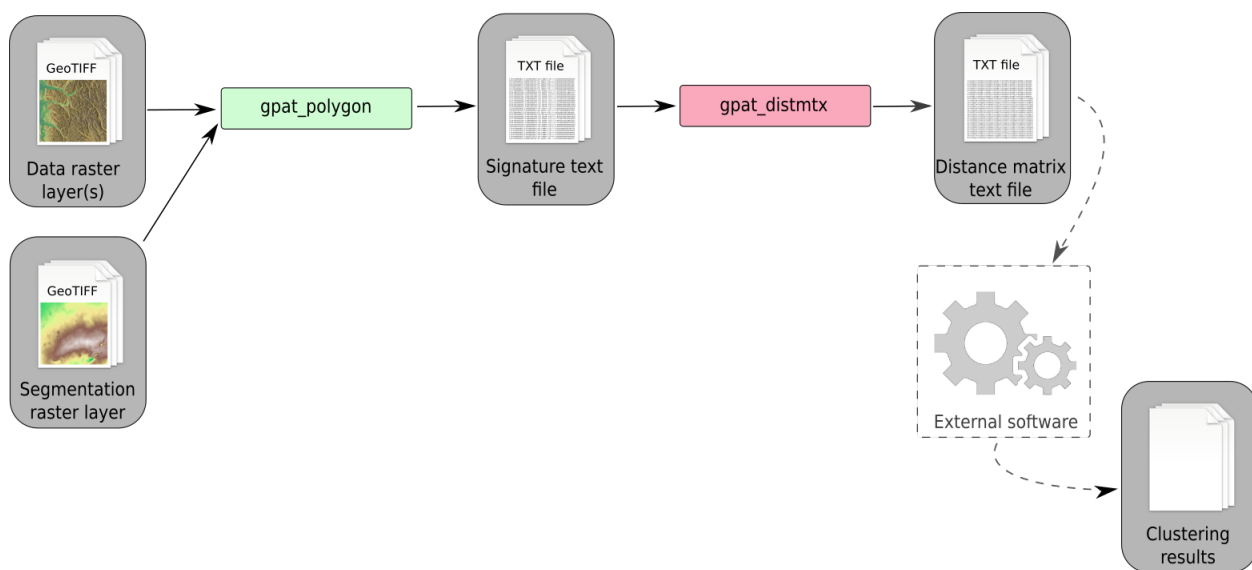 GeoTIFF
Data raster
layer(s)
gpat_polygon
TXT file
Signature text
file
gpat_distmtx
TXT file
Distance matrix
text file
GeoTIFF
Segmentation
raster layer
External software
Clustering
results